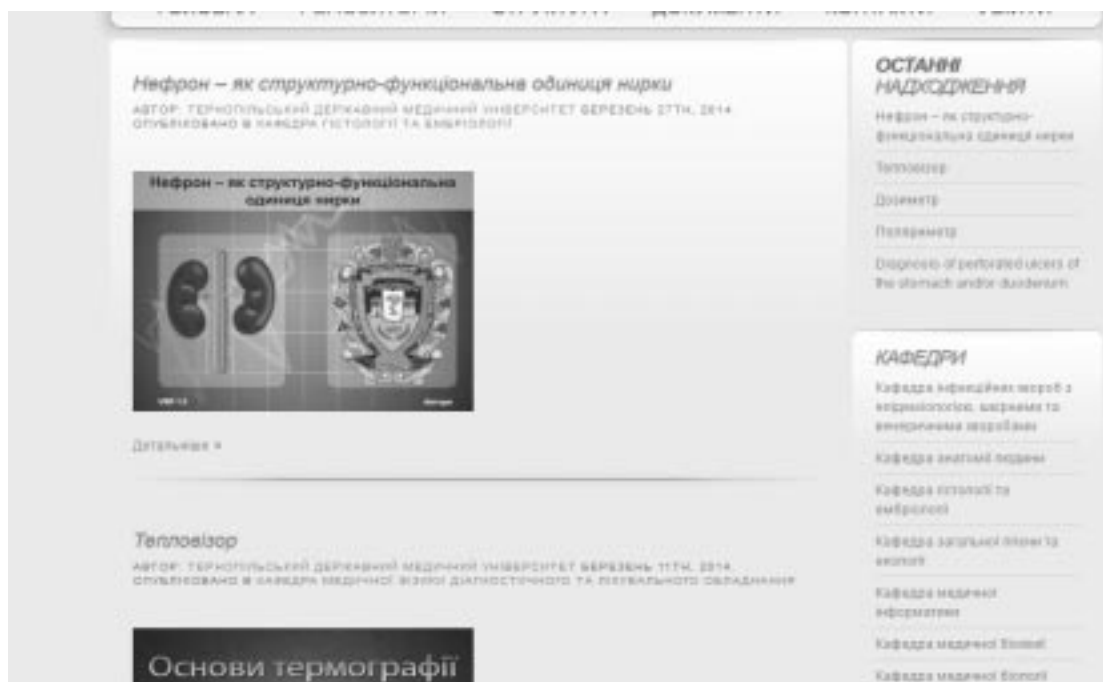 Нефрон – як структурно-функціональна одиниця нирки
АВТОР: ТЕРНОПІЛЬСЬКИЙ ДЕРЖАВНИЙ МЕДИЧНИЙ УНІВЕРСИТЕТ БЕРЕЗЕНЬ 27TH, 2014.
ОПУБЛІКОВАНО В КАФЕДРА ГІСТОЛОГІЇ ТА ЕМБРІОЛОГІЇ
Нефрон – як структурно-функціональна
одиниця нирки
Детальніше »
Тепловізор
АВТОР: ТЕРНОПІЛЬСЬКИЙ ДЕРЖАВНИЙ МЕДИЧНИЙ УНІВЕРСИТЕТ БЕРЕЗЕНЬ 11TH, 2014.
ОПУБЛІКОВАНО В КАФЕДРА МЕДИЧНОЇ ФІЗИКИ ДІАГНОСТИЧНОГО ТА ЛІКУВАЛЬНОГО ОБЛАДНАННЯ
Основи термографії
ОСТАННІ
НАДХОДЖЕННЯ
Нефрон – як структурно-
функціональна одиниця нирки
Тепловізор
Дозиметр
Поляриметр
Diagnosis of perforated ulcers of
the stomach and/or duodenum
КАФЕДРИ
Кафедра інфекційних хвороб з
епідеміологією, шкірними та
венеричними хворобами
Кафедра анатомії людини
Кафедра гістології та
ембріології
Кафедра загальної гігієни та
екології
Кафедра медичної
інформатики
Кафедра медичної біохімії
Кафедра медичної біології